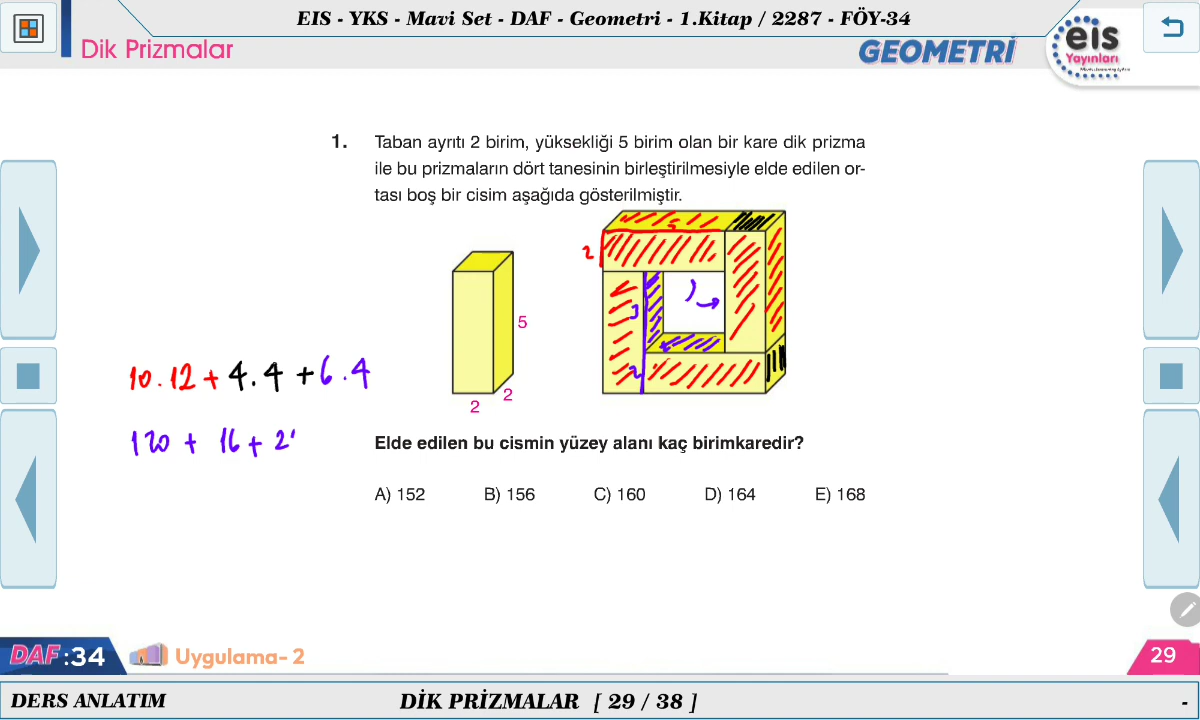 EIS - YKS - Mavi Set - DAF - Geometri - 1.Kitap / 2287 - FÖY-34
Dik Prizmalar
GEOMETRİ
eis
Yayınları
1. Taban ayrıtı 2 birim, yüksekliği 5 birim olan bir kare dik prizma
ile bu prizmaların dört tanesinin birleştirilmesiyle elde edilen or-
tası boş bir cisim aşağıda gösterilmiştir.
5
2
2
5
2
3
2
10.12 + 4.4 + 6.4
120 + 16 + 2
Elde edilen bu cismin yüzey alanı kaç birimkaredir?
A) 152 B) 156 C) 160 D) 164 E) 168
DAF :34
Uygulama- 2
29
DERS ANLATIM
DİK PRİZMALAR [ 29 / 38 ]
-